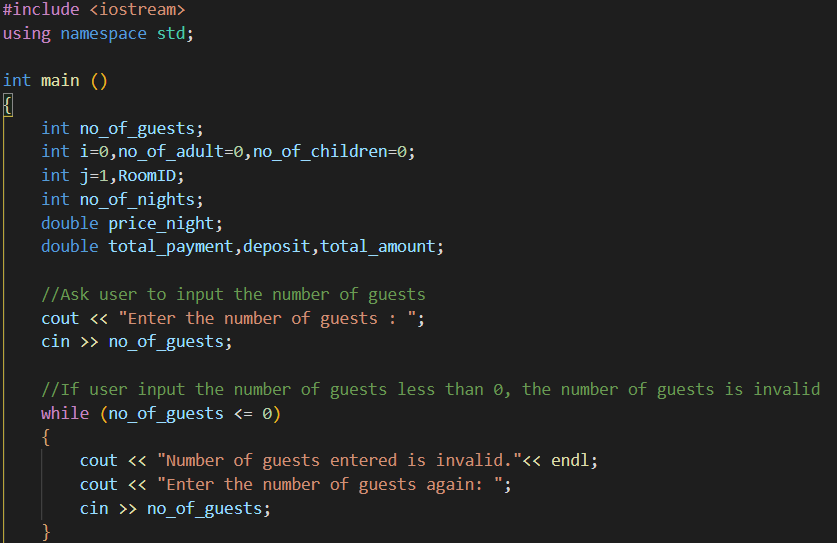 #include <iostream>
using namespace std;
int main ()
{
int no_of_guests;
int i=0,no_of_adult=0,no_of_children=0;
int j=1,RoomID;
int no_of_nights;
double price_night;
double total_payment,deposit,total_amount;
//Ask user to input the number of guests
cout << "Enter the number of guests : ";
cin >> no_of_guests;
//If user input the number of guests less than 0, the number of guests is invalid
while (no_of_guests <= 0)
{
cout << "Number of guests entered is invalid."<< endl;
cout << "Enter the number of guests again: ";
cin >> no_of_guests;
}